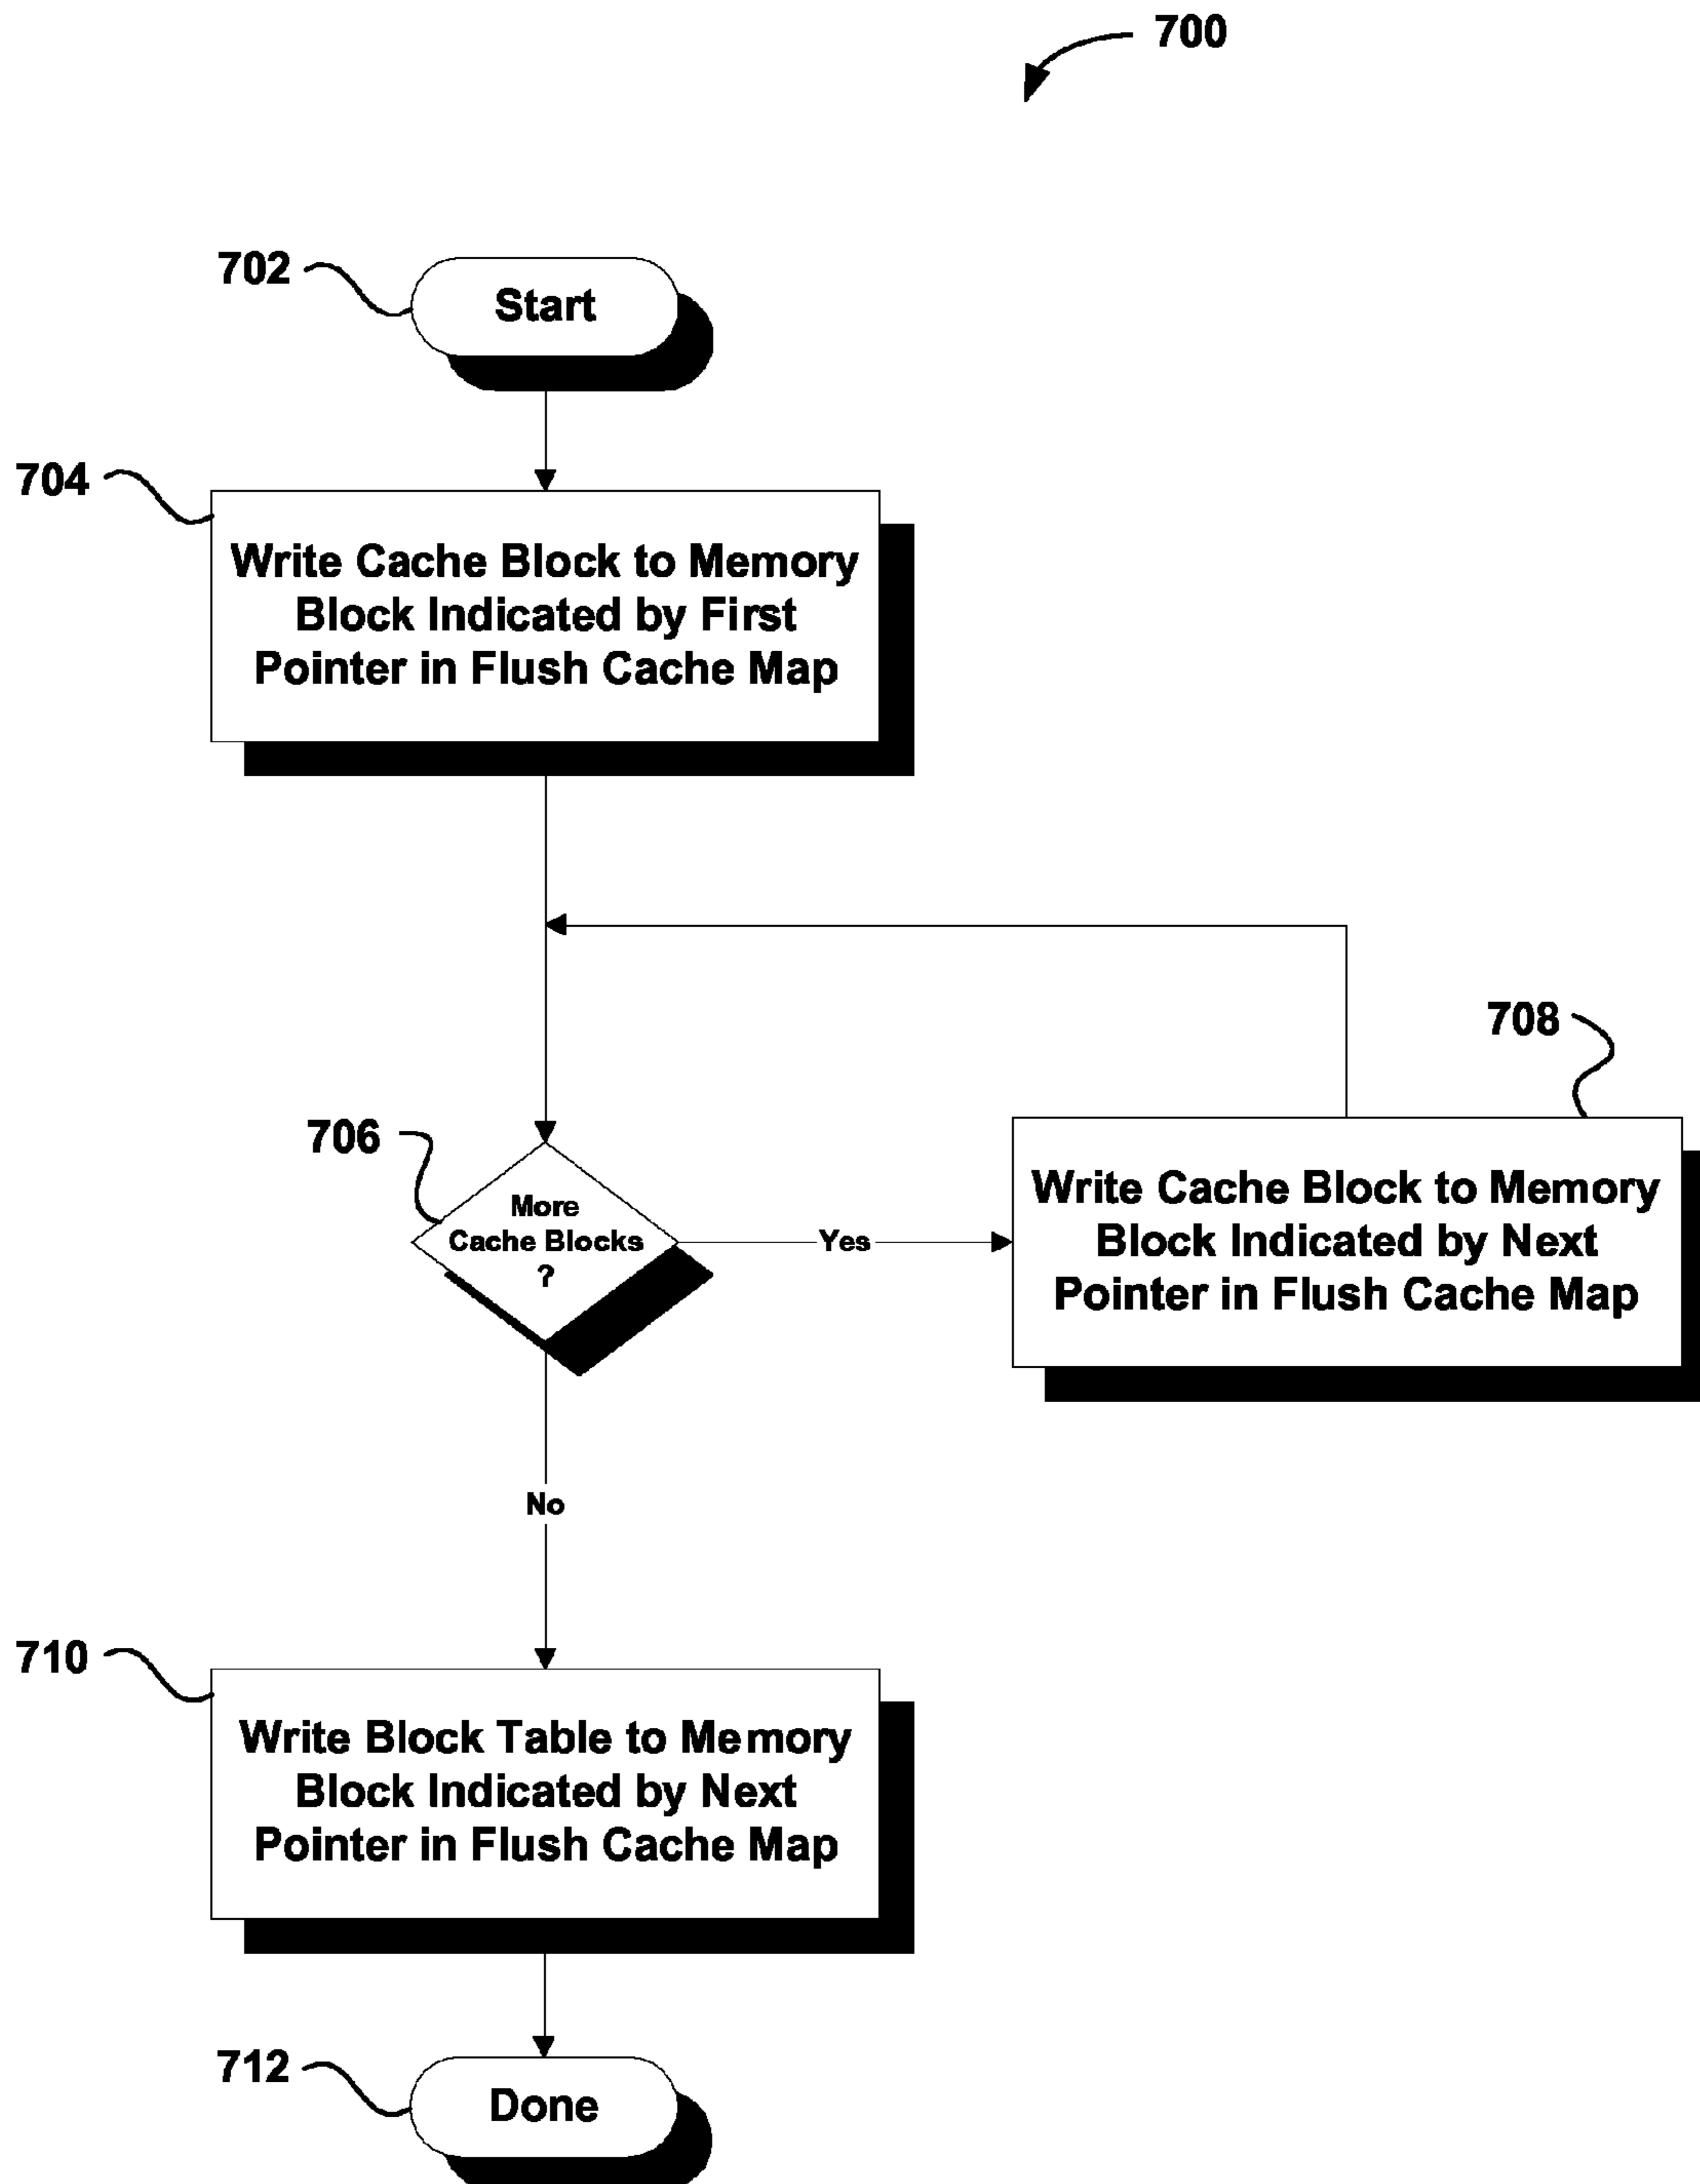 700
702
Start
704
Write Cache Block to Memory
Block Indicated by First
Pointer in Flush Cache Map
708
706
More
Cache Blocks
?
Yes
Write Cache Block to Memory
Block Indicated by Next
Pointer in Flush Cache Map
No
710
Write Block Table to Memory
Block Indicated by Next
Pointer in Flush Cache Map
712
Done